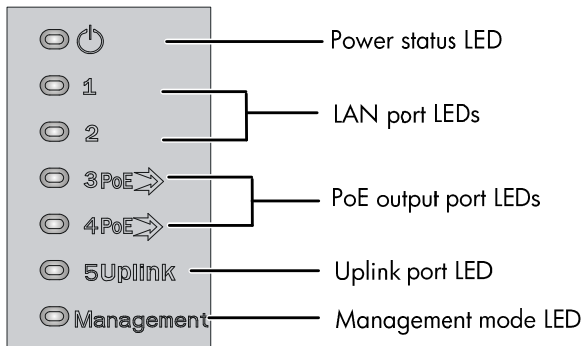 Power status LED
1
2
LAN port LEDs
3PoE
4PoE
PoE output port LEDs
5Uplink
Uplink port LED
Management
Management mode LED